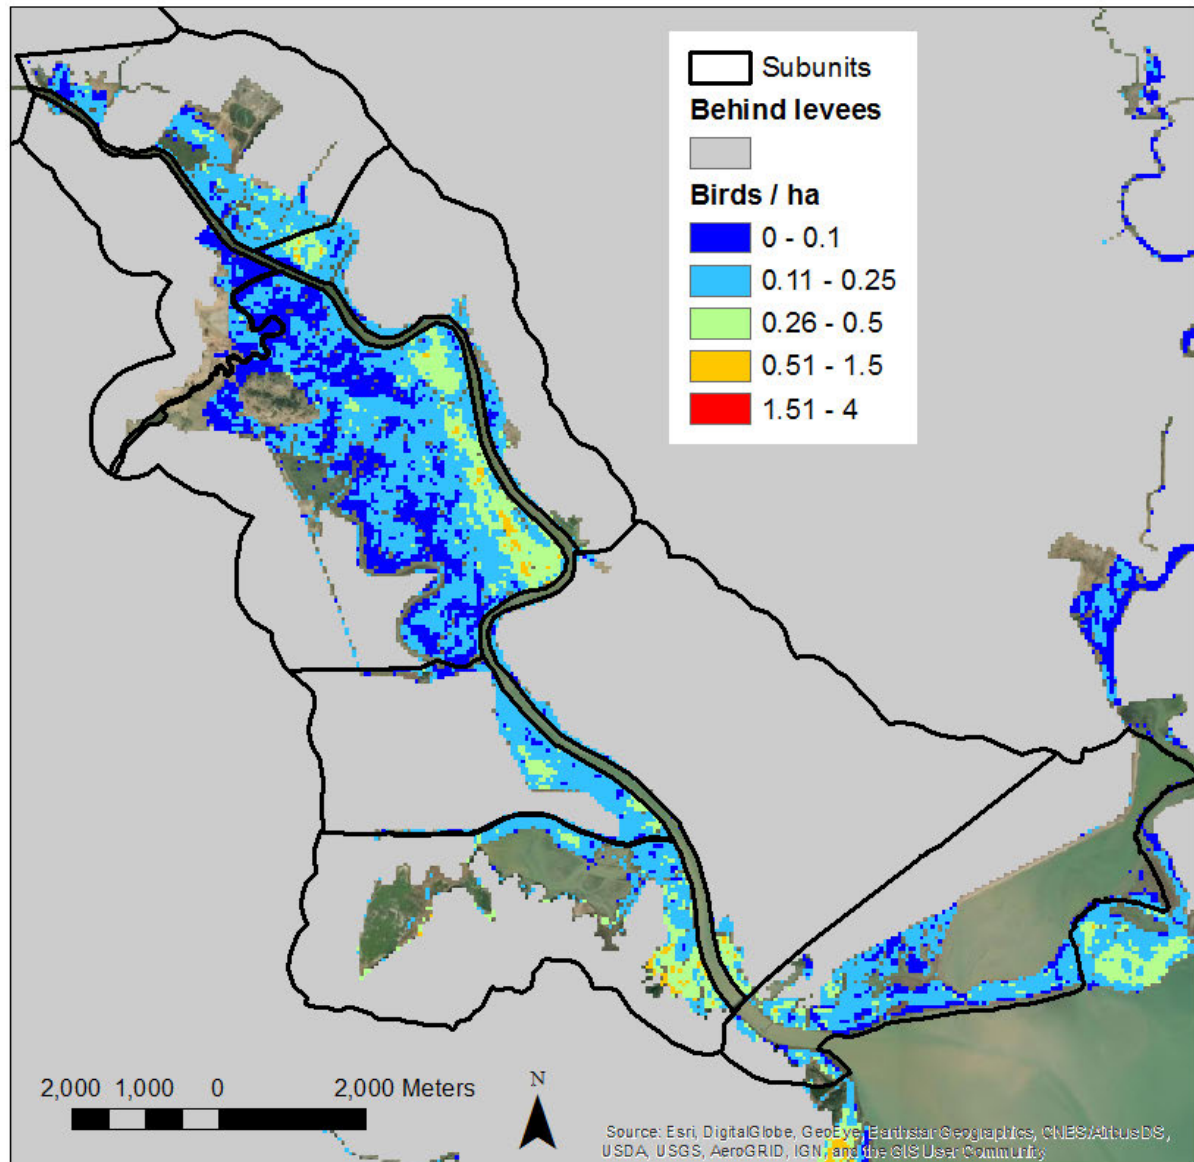 Subunits
Behind levees
Birds / ha
0 - 0.1
0.11 - 0.25
0.26 - 0.5
0.51 - 1.5
1.51 - 4
2,000 1,000 0 2,000 Meters
N
Source: Esri, DigitalGlobe, GeoEye, Earthstar Geographics, CNES/Airbus DS,
USDA, USGS, AeroGRID, IGN, and the GIS User Community